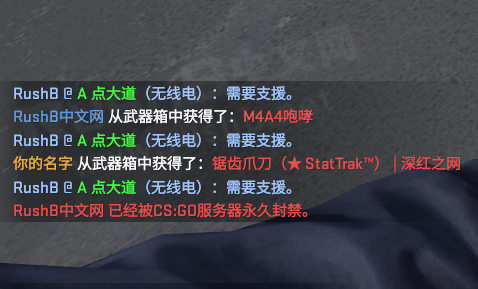 RushB @ A 点大道（无线电）：需要支援。
RushB中文网 从武器箱中获得了：M4A4咆哮
RushB @ A 点大道（无线电）：需要支援。
你的名字 从武器箱中获得了：锯齿爪刀（★ StatTrak™） | 深红之网
RushB @ A 点大道（无线电）：需要支援。
RushB中文网 已经被CS:GO服务器永久封禁。